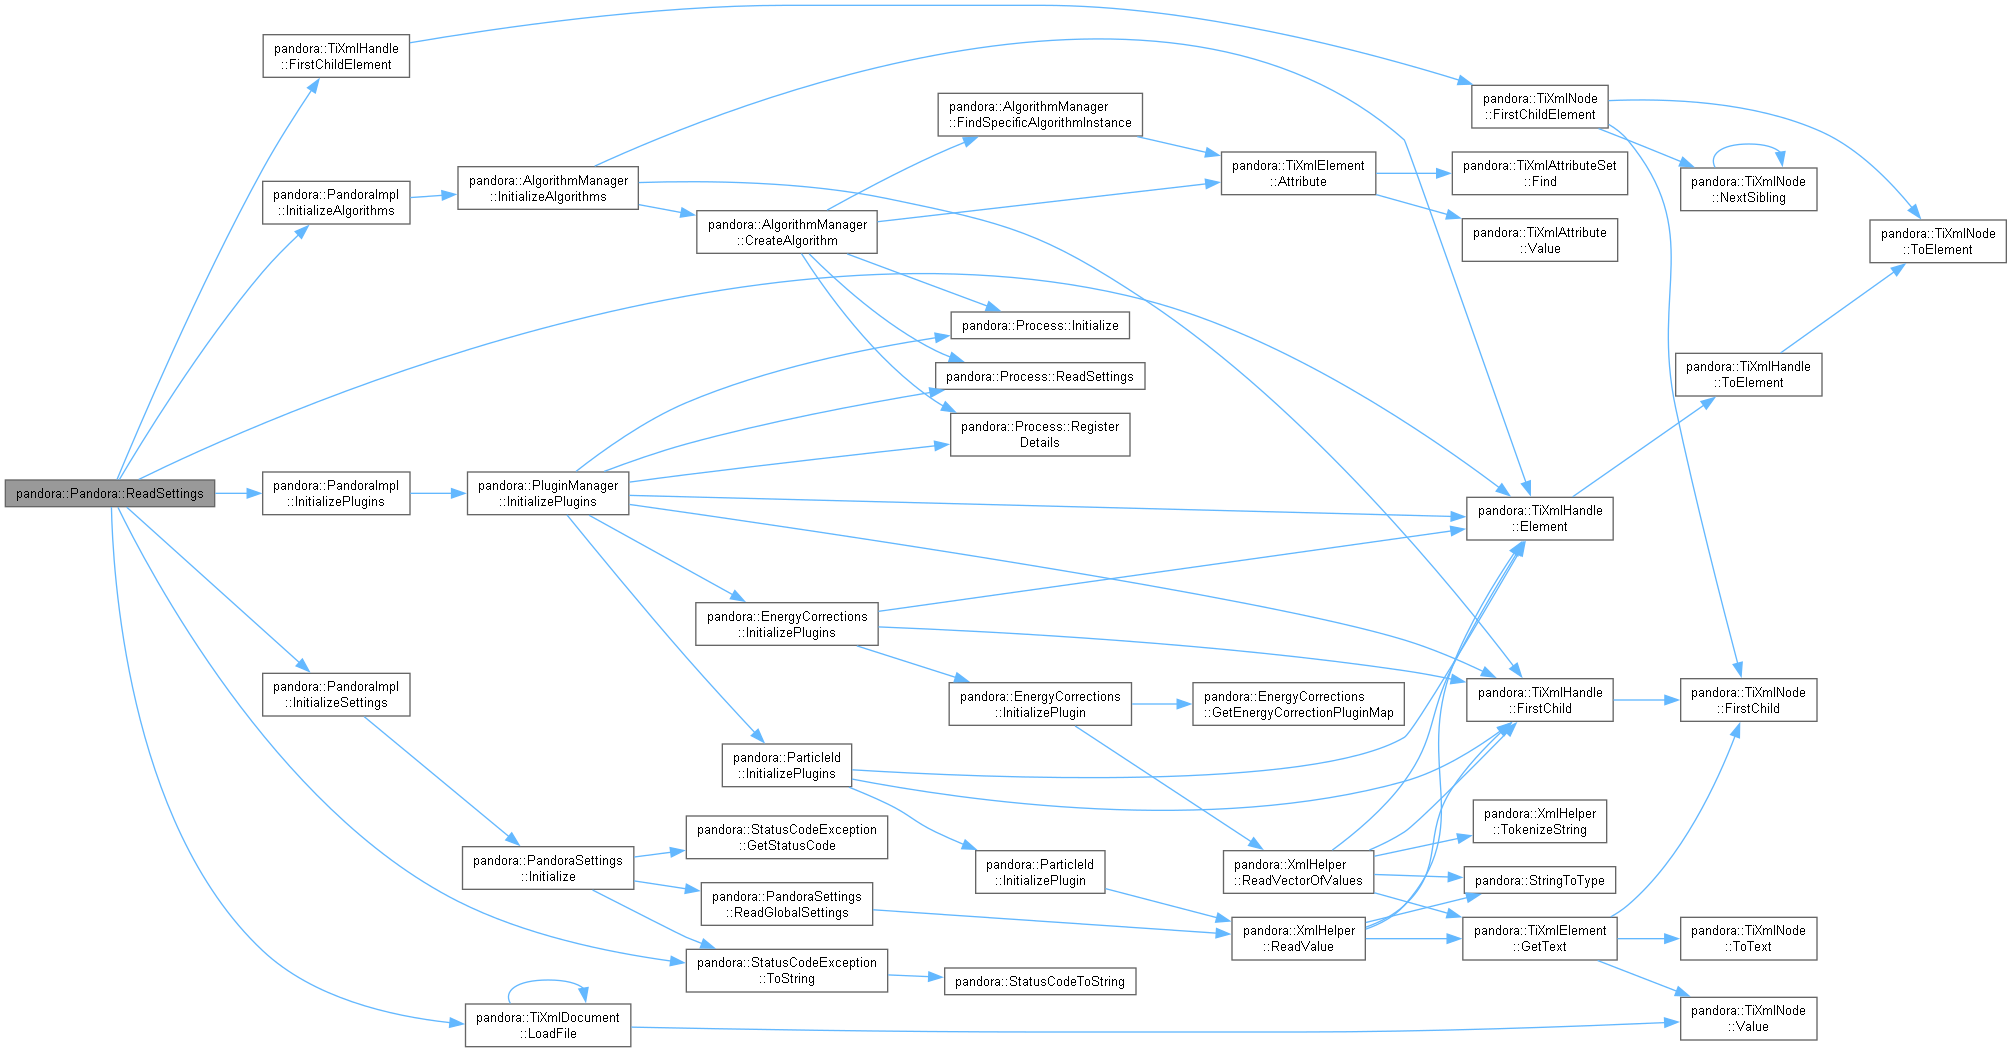 pandora::Pandora::ReadSettings
pandora::TiXmlHandle
::FirstChildElement
pandora::PandoraImpl
::InitializeAlgorithms
pandora::PandoraImpl
::InitializePlugins
pandora::PandoraImpl
::InitializeSettings
pandora::AlgorithmManager
::InitializeAlgorithms
pandora::PluginManager
::InitializePlugins
pandora::PandoraSettings
::Initialize
pandora::TiXmlDocument
::LoadFile
pandora::AlgorithmManager
::CreateAlgorithm
pandora::EnergyCorrections
::InitializePlugins
pandora::ParticleId
::InitializePlugins
pandora::StatusCodeException
::GetStatusCode
pandora::PandoraSettings
::ReadGlobalSettings
pandora::StatusCodeException
::ToString
pandora::AlgorithmManager
::FindSpecificAlgorithmInstance
pandora::Process::Initialize
pandora::Process::ReadSettings
pandora::Process::Register
Details
pandora::EnergyCorrections
::InitializePlugin
pandora::ParticleId
::InitializePlugin
pandora::StatusCodeToString
pandora::TiXmlElement
::Attribute
pandora::EnergyCorrections
::GetEnergyCorrectionPluginMap
pandora::XmlHelper
::ReadVectorOfValues
pandora::XmlHelper
::ReadValue
pandora::TiXmlNode
::FirstChildElement
pandora::TiXmlAttributeSet
::Find
pandora::TiXmlAttribute
::Value
pandora::TiXmlHandle
::Element
pandora::TiXmlHandle
::FirstChild
pandora::XmlHelper
::TokenizeString
pandora::StringToType
pandora::TiXmlElement
::GetText
pandora::TiXmlNode
::NextSibling
pandora::TiXmlHandle
::ToElement
pandora::TiXmlNode
::FirstChild
pandora::TiXmlNode
::ToText
pandora::TiXmlNode
::Value
pandora::TiXmlNode
::ToElement